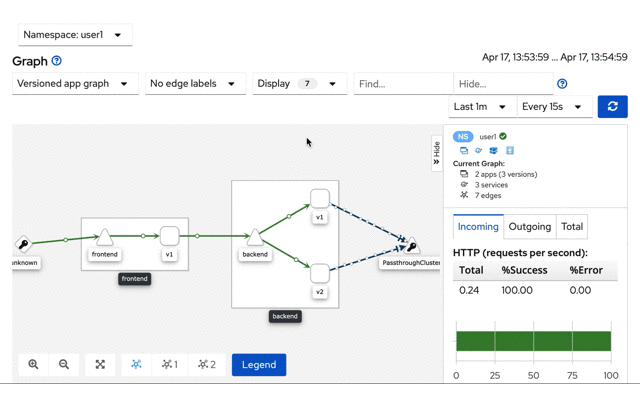 Namespace: user1
Graph
Apr 17, 13:53:59 ... Apr 17, 13:54:59
Versioned app graph
No edge labels
Display 7
Find...
Hide...
Last 1m
Every 15s
Hide
NS user1
Current Graph:
2 apps (3 versions)
3 services
7 edges
Incoming
Outgoing
Total
HTTP (requests per second):
Total %Success %Error
0.24 100.00 0.00
0 25 50 75 100
unknown
frontend
v1
frontend
backend
v1
v2
backend
PassthroughCluster
1
2
Legend